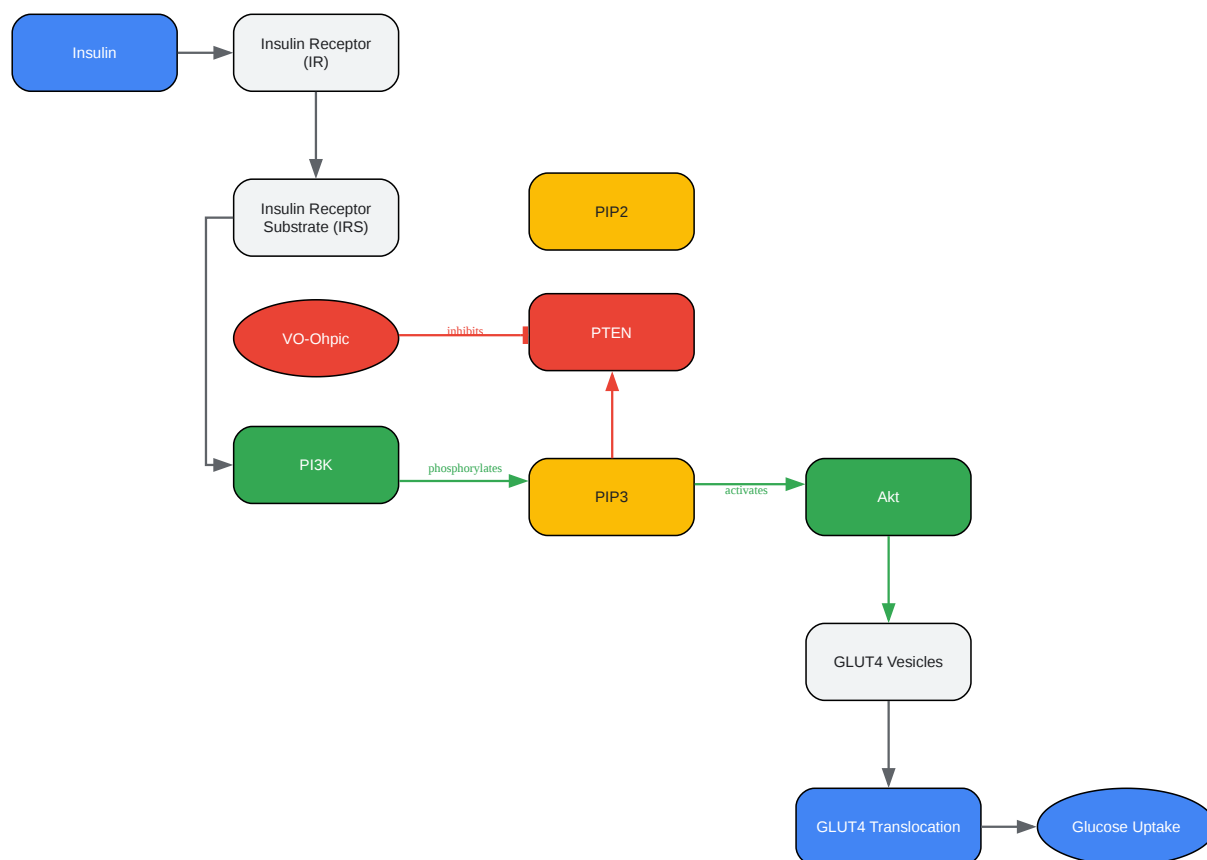 Insulin
Insulin Receptor
(IR)
Insulin Receptor
Substrate (IRS)
PIP2
VO-Ohpic
inhibits
PTEN
PI3K
phosphorylates
PIP3
activates
Akt
GLUT4 Vesicles
GLUT4 Translocation
Glucose Uptake